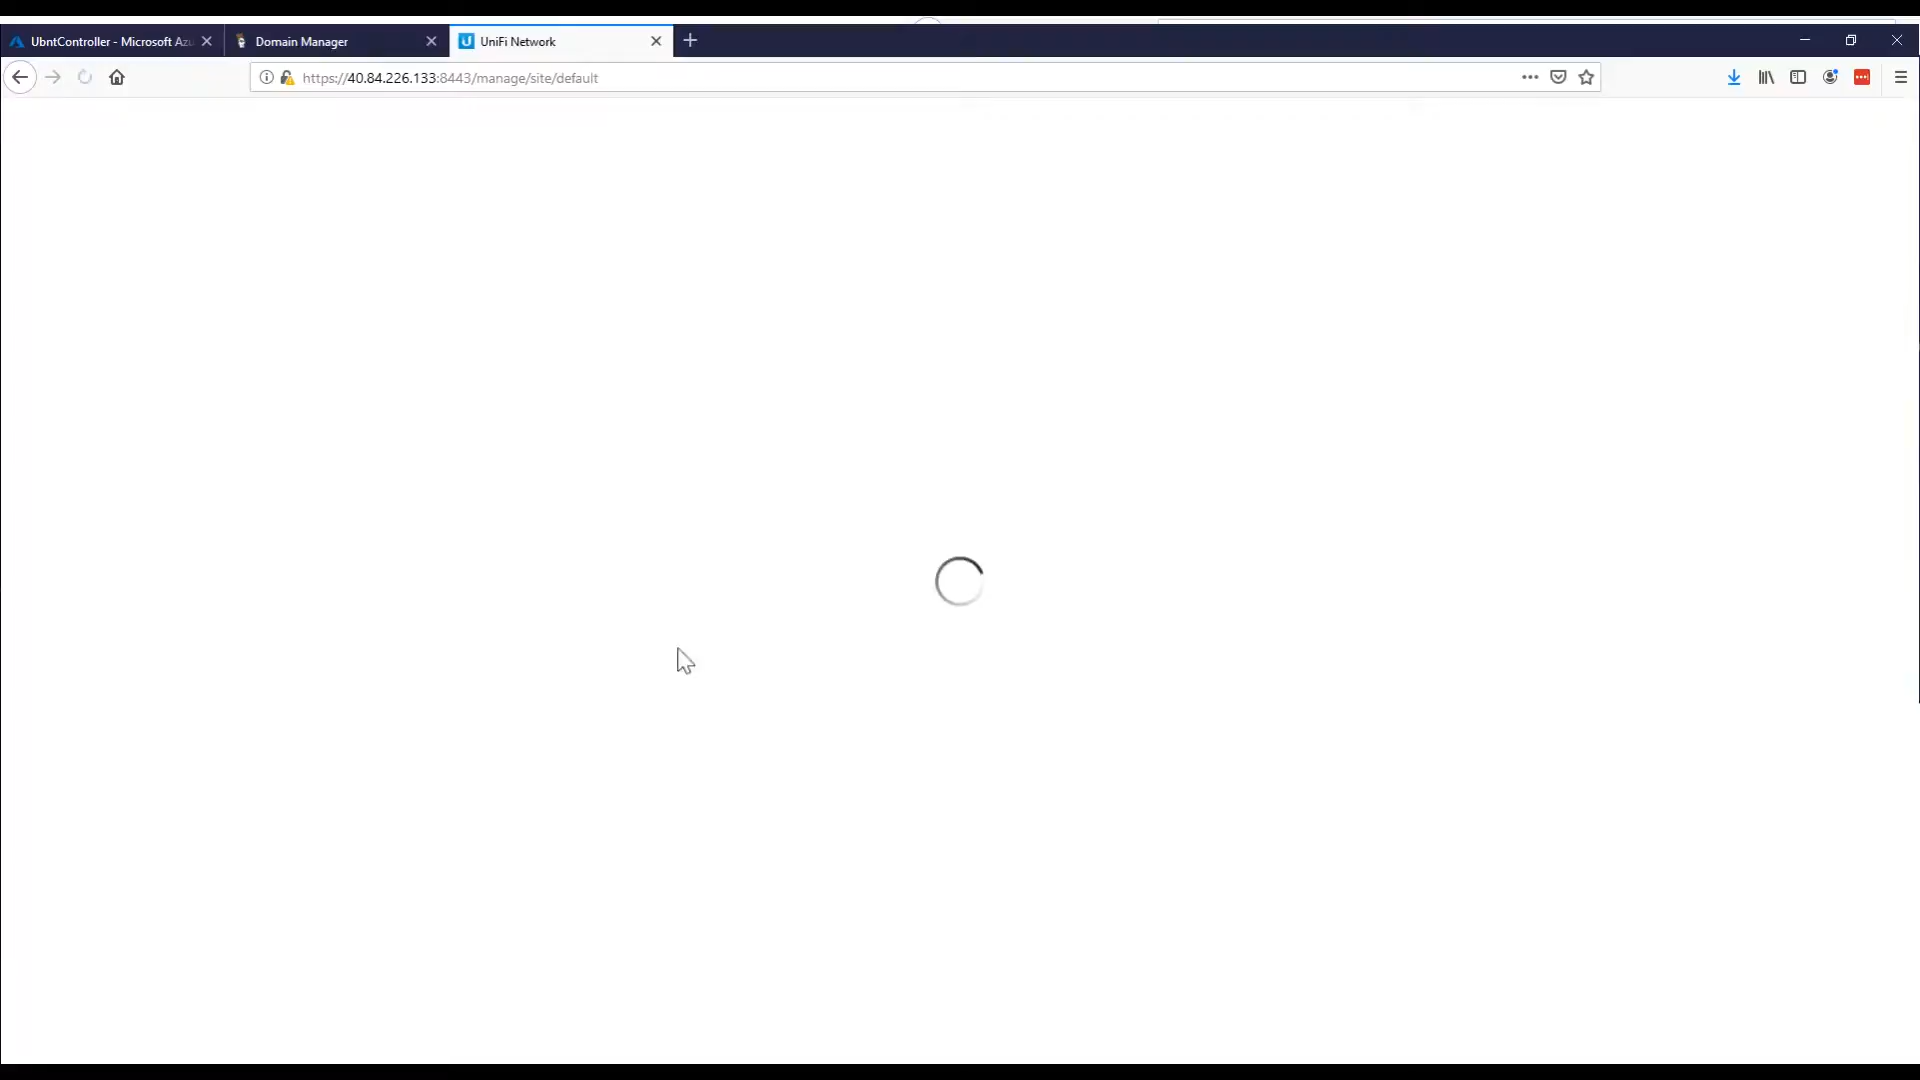 UbntController - Microsoft Azu
Domain Manager
UniFi Network
https://40.84.226.133:8443/manage/site/default